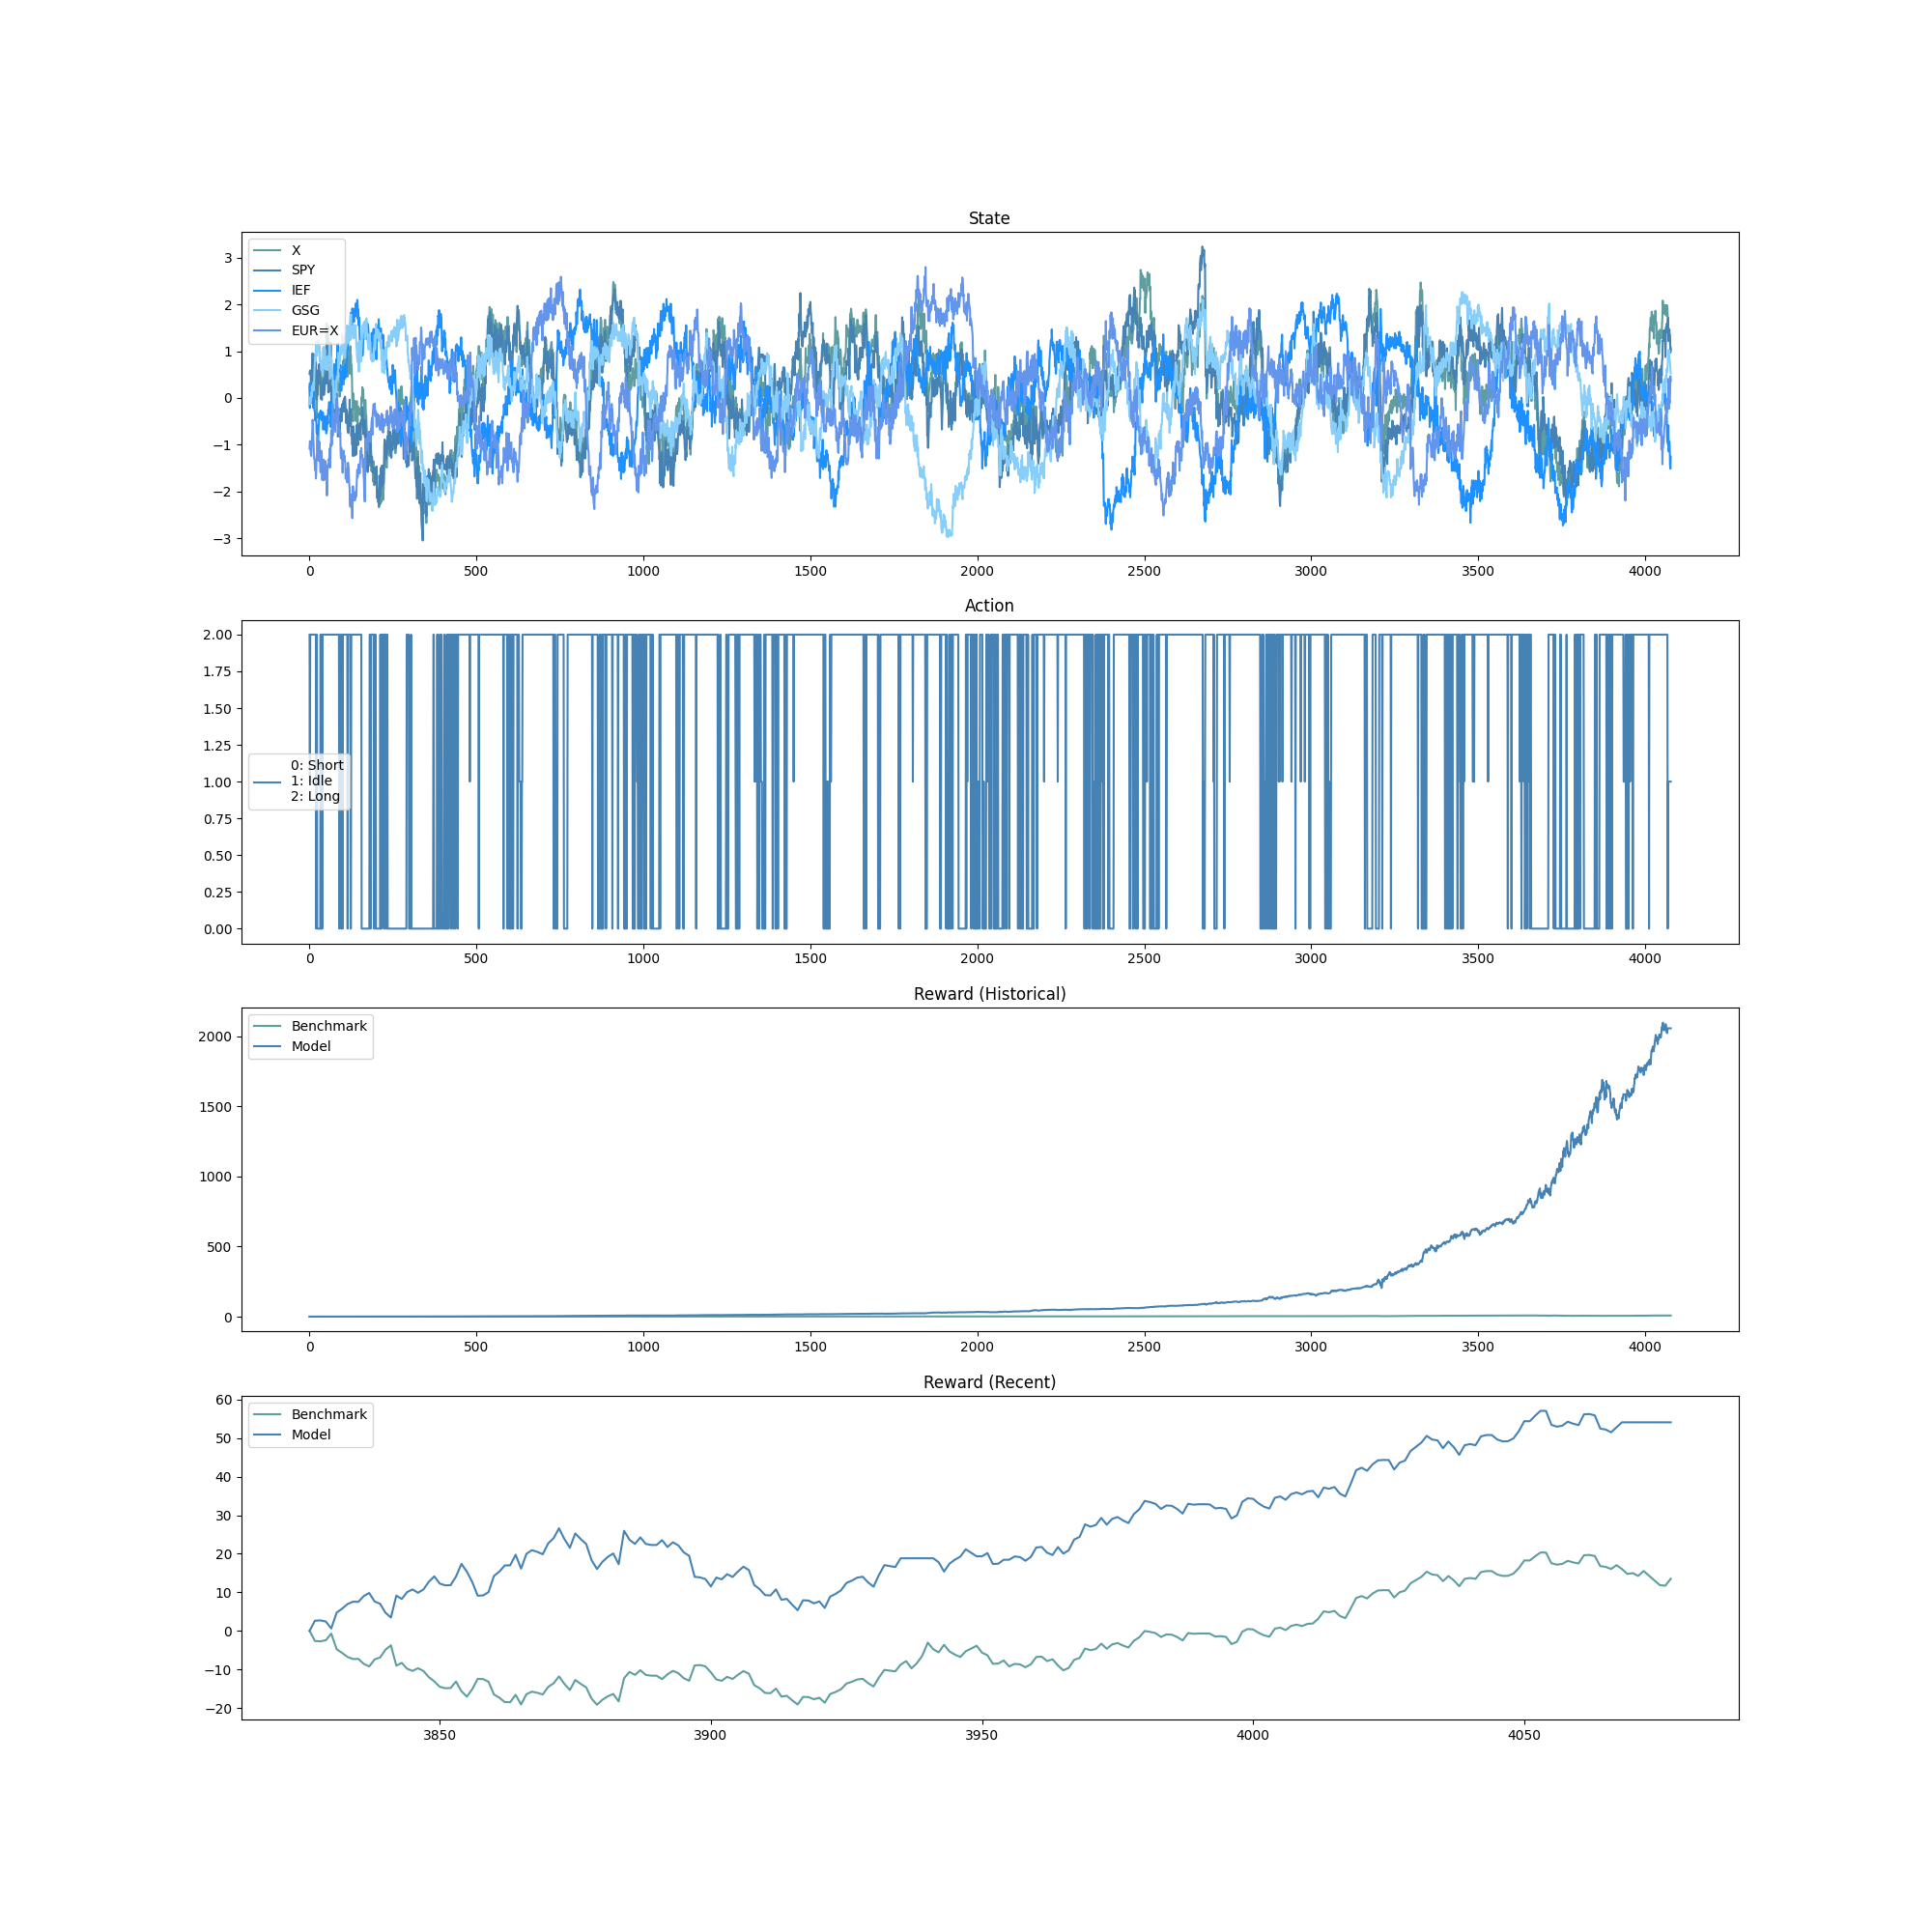 State
X
SPY
IEF
GSG
EUR=X
3
2
1
0
−1
−2
−3
0 500 1000 1500 2000 2500 3000 3500 4000
Action
2.00
1.75
1.50
1.25
1.00
0.75
0.50
0.25
0.00
0: Short
1: Idle
2: Long
0 500 1000 1500 2000 2500 3000 3500 4000
Reward (Historical)
Benchmark
Model
2000
1500
1000
500
0
0 500 1000 1500 2000 2500 3000 3500 4000
Reward (Recent)
Benchmark
Model
60
50
40
30
20
10
0
−10
−20
3850 3900 3950 4000 4050